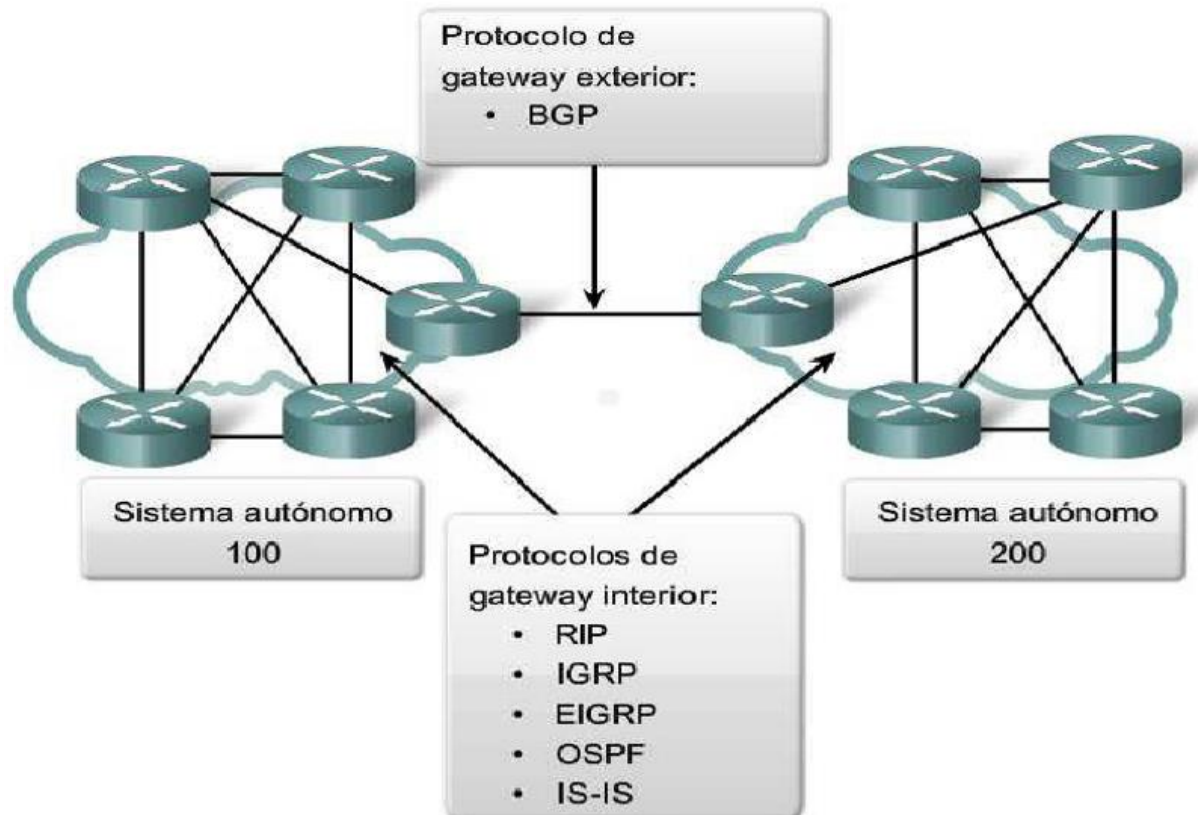 Protocolo de
gateway exterior:
• BGP
Sistema autónomo
100
Sistema autónomo
200
Protocolos de
gateway interior:
• RIP
• IGRP
• EIGRP
• OSPF
• IS-IS